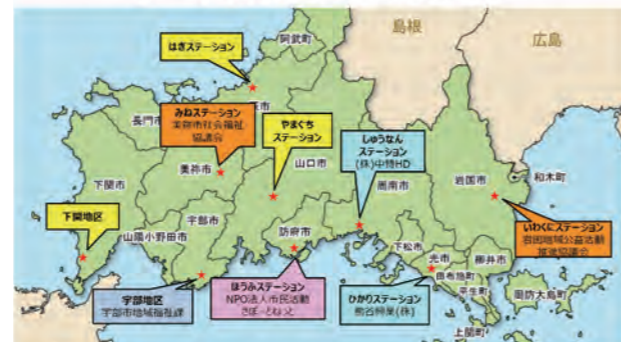 島根
広島
阿武町
はぎステーション
萩市
長門市
みねステーション
美祢市社会福祉
協議会
やまぐち
ステーション
しゅうなん
ステーション
(株)中特HD
山口市
美祢市
下関市
周南市
岩国市
和木町
下関地区
宇部市
山陽小野田市
防府市
下松市
光市
柳井市
田布施町
平生町
周防大島町
上関町
いわくにステーション
岩国地域公益活動
推進協議会
宇部地区
宇部市地域福祉課
ほうふステーション
NPO法人市民活動
さぽーとねっと
ひかりステーション
熊谷興業(株)